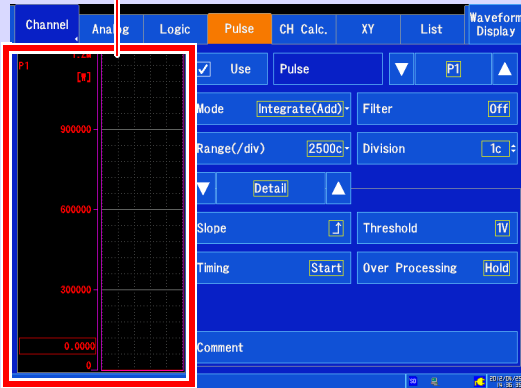 Channel
Analog
Logic
Pulse
CH Calc.
XY
List
Waveform
Display
P1
[W]
900000
600000
300000
0.0000
0
Use
Pulse
P1
Mode
Integrate(Add)
Filter
Off
Range(/div)
2500c
Division
1c
Detail
Slope
Threshold
1V
Timing
Start
Over Processing
Hold
Comment
SD